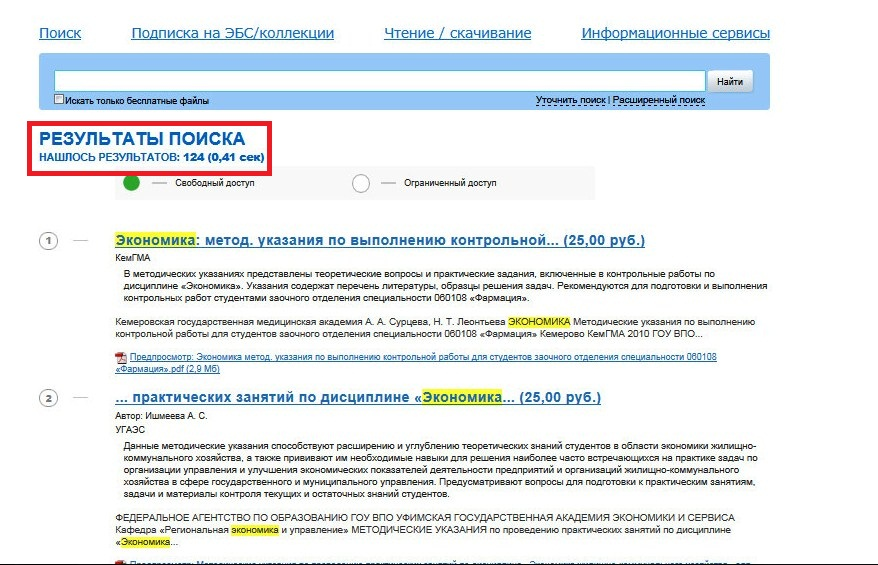 Поиск Подписка на ЭБС/коллекции Чтение / скачивание Информационные сервисы
Найти
Искать только бесплатные файлы Уточнить поиск | Расширенный поиск
РЕЗУЛЬТАТЫ ПОИСКА
НАШЛОСЬ РЕЗУЛЬТАТОВ: 124 (0,41 сек)
— Свободный доступ — Ограниченный доступ
1 — Экономика: метод. указания по выполнению контрольной... (25,00 руб.)
КемГМА
В методических указаниях представлены теоретические вопросы и практические задания, включенные в контрольные работы по
дисциплине «Экономика». Указания содержат перечень литературы, образцы решения задач. Рекомендуются для подготовки и выполнения
контрольных работ студентами заочного отделения специальности 060108 «Фармация».
Кемеровская государственная медицинская академия А. А. Сурцева, Н. Т. Леонтьева ЭКОНОМИКА Методические указания по выполнению
контрольной работы для студентов заочного отделения специальности 060108 «Фармация» Кемерово КемГМА 2010 ГОУ ВПО...
Предпросмотр: Экономика метод. указания по выполнению контрольной работы для студентов заочного отделения специальности 060108
«Фармация».pdf (2,9 Мб)
2 — ... практических занятий по дисциплине «Экономика... (25,00 руб.)
Автор: Ишмеева А. С.
УГАЭС
Данные методические указания способствуют расширению и углублению теоретических знаний студентов в области экономики жилищно-
коммунального хозяйства, а также прививают им необходимые навыки для решения наиболее часто встречающихся на практике задач по
организации управления и улучшения экономических показателей деятельности предприятий и организаций жилищно-коммунального
хозяйства в сфере государственного и муниципального управления. Предусматривают вопросы для подготовки к практическим занятиям,
задачи и материалы контроля текущих и остаточных знаний студентов.
ФЕДЕРАЛЬНОЕ АГЕНТСТВО ПО ОБРАЗОВАНИЮ ГОУ ВПО УФИМСКАЯ ГОСУДАРСТВЕННАЯ АКАДЕМИЯ ЭКОНОМИКИ И СЕРВИСА
Кафедра «Региональная экономика и управление» МЕТОДИЧЕСКИЕ УКАЗАНИЯ по проведению практических занятий по дисциплине
«Экономика...